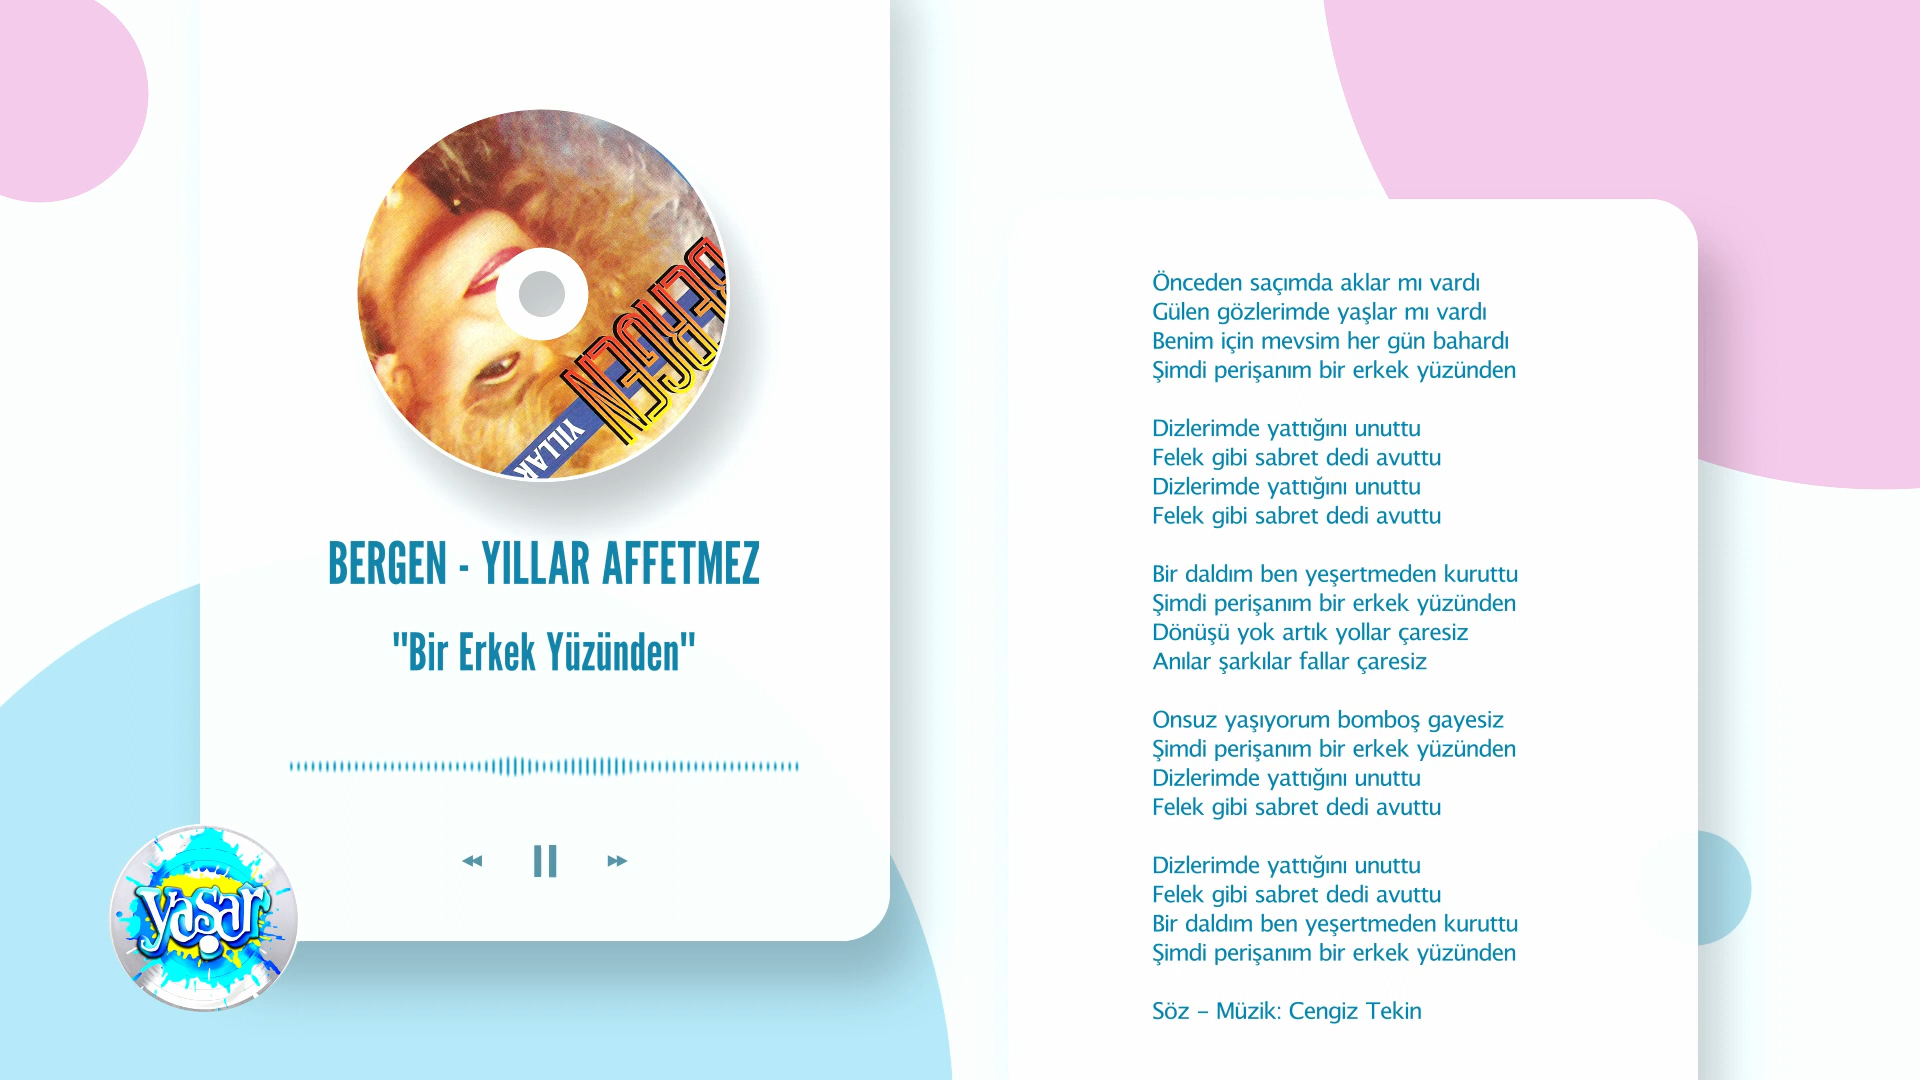 BERGEN
YILLAR
BERGEN - YILLAR AFFETMEZ
"Bir Erkek Yüzünden"
yaşar
Önceden saçımda aklar mı vardı
Gülen gözlerimde yaşlar mı vardı
Benim için mevsim her gün bahardı
Şimdi perişanım bir erkek yüzünden
Dizlerimde yattığını unuttu
Felek gibi sabret dedi avuttu
Dizlerimde yattığını unuttu
Felek gibi sabret dedi avuttu
Bir daldım ben yeşertmeden kuruttu
Şimdi perişanım bir erkek yüzünden
Dönüşü yok artık yollar çaresiz
Anılar şarkılar fallar çaresiz
Onsuz yaşıyorum bomboş gayesiz
Şimdi perişanım bir erkek yüzünden
Dizlerimde yattığını unuttu
Felek gibi sabret dedi avuttu
Dizlerimde yattığını unuttu
Felek gibi sabret dedi avuttu
Bir daldım ben yeşertmeden kuruttu
Şimdi perişanım bir erkek yüzünden
Söz – Müzik: Cengiz Tekin